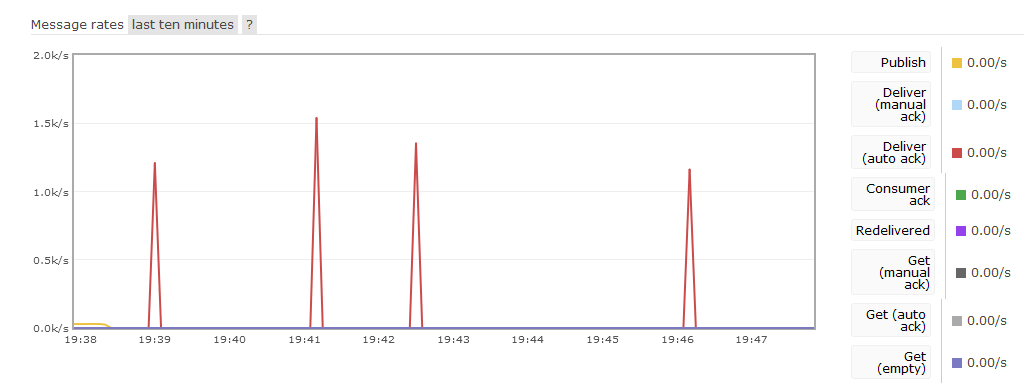 Message rates last ten minutes ?
2.0k/s
1.5k/s
1.0k/s
0.5k/s
0.0k/s
19:38 19:39 19:40 19:41 19:42 19:43 19:44 19:45 19:46 19:47
Publish 0.00/s
Deliver
(manual 0.00/s
ack)
Deliver
(auto ack) 0.00/s
Consumer
ack 0.00/s
Redelivered 0.00/s
Get
(manual 0.00/s
ack)
Get (auto
ack) 0.00/s
Get
(empty) 0.00/s